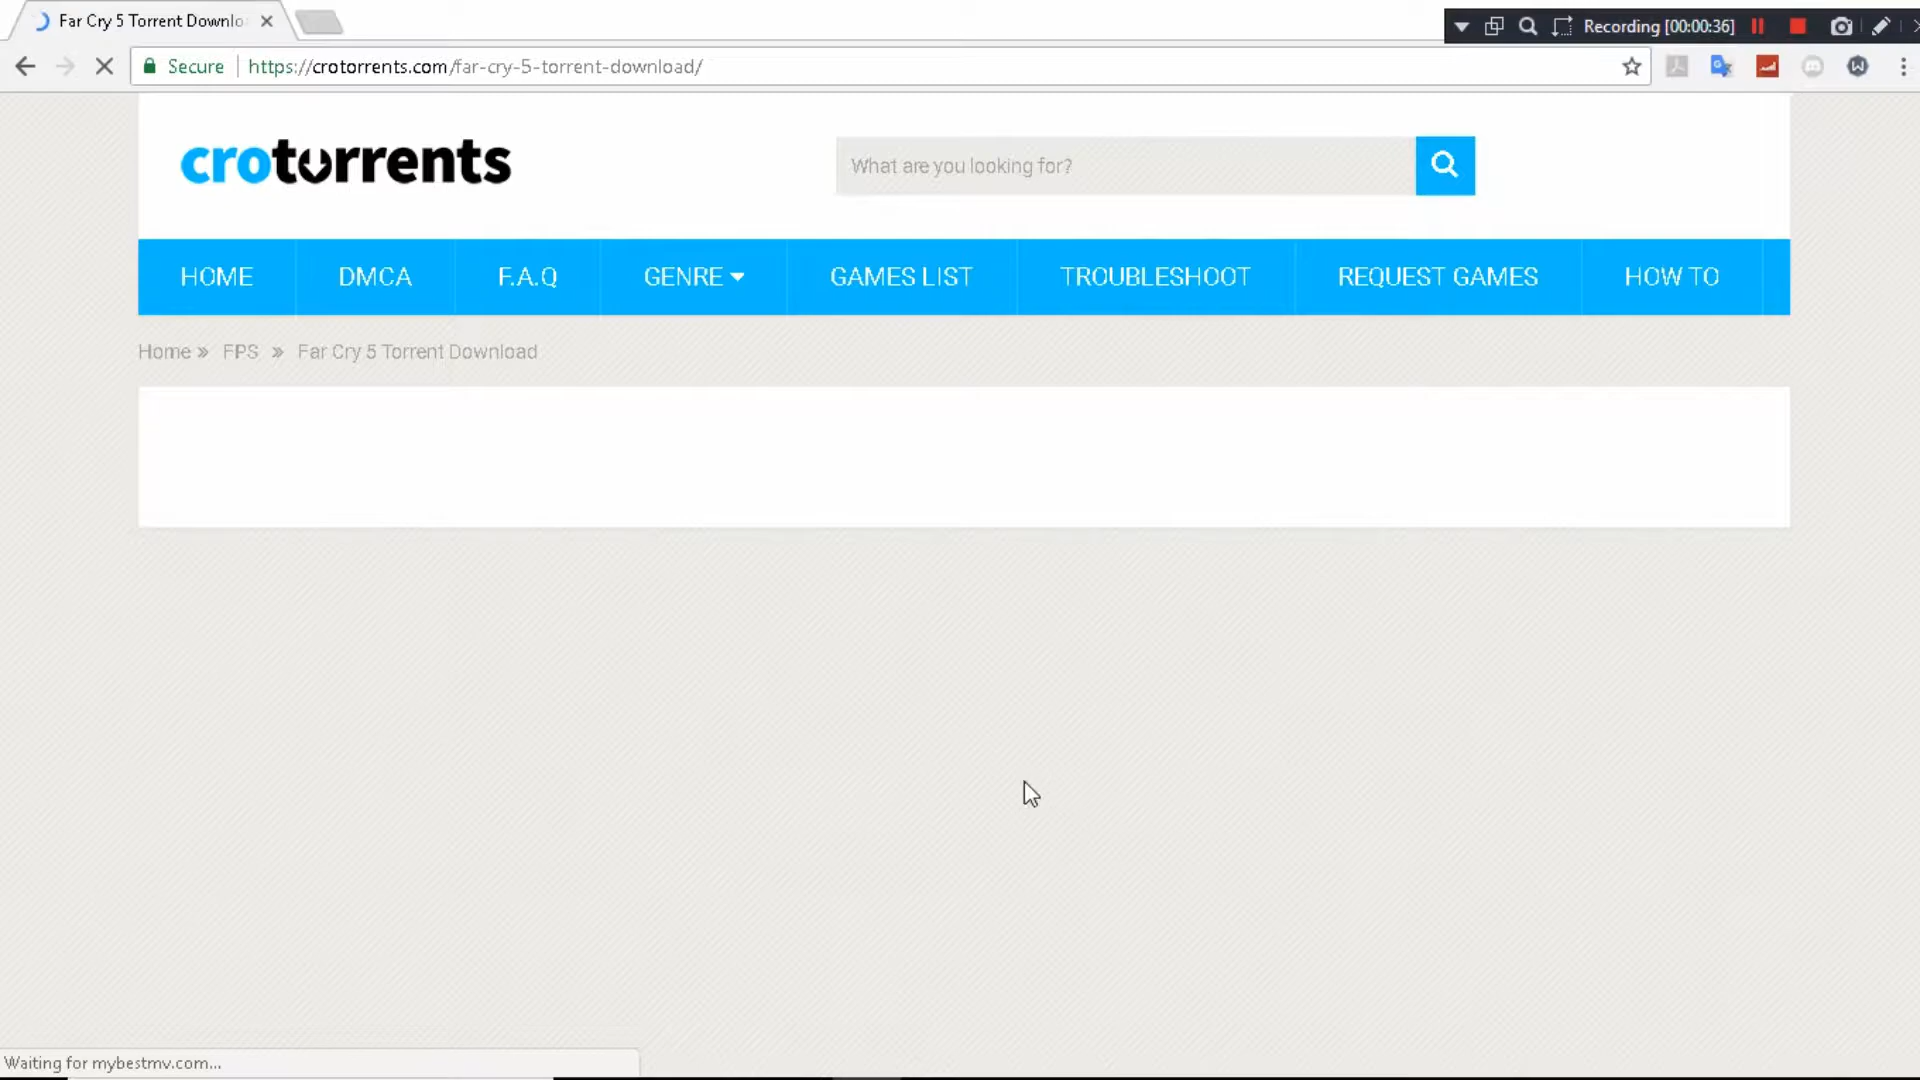 Far Cry 5 Torrent Downlo
Recording [00:00:36]
Secure https://crotorrents.com/far-cry-5-torrent-download/
crotorrents
What are you looking for?
HOME DMCA F.A.Q GENRE GAMES LIST TROUBLESHOOT REQUEST GAMES HOW TO
Home » FPS » Far Cry 5 Torrent Download
Waiting for mybestmv.com...